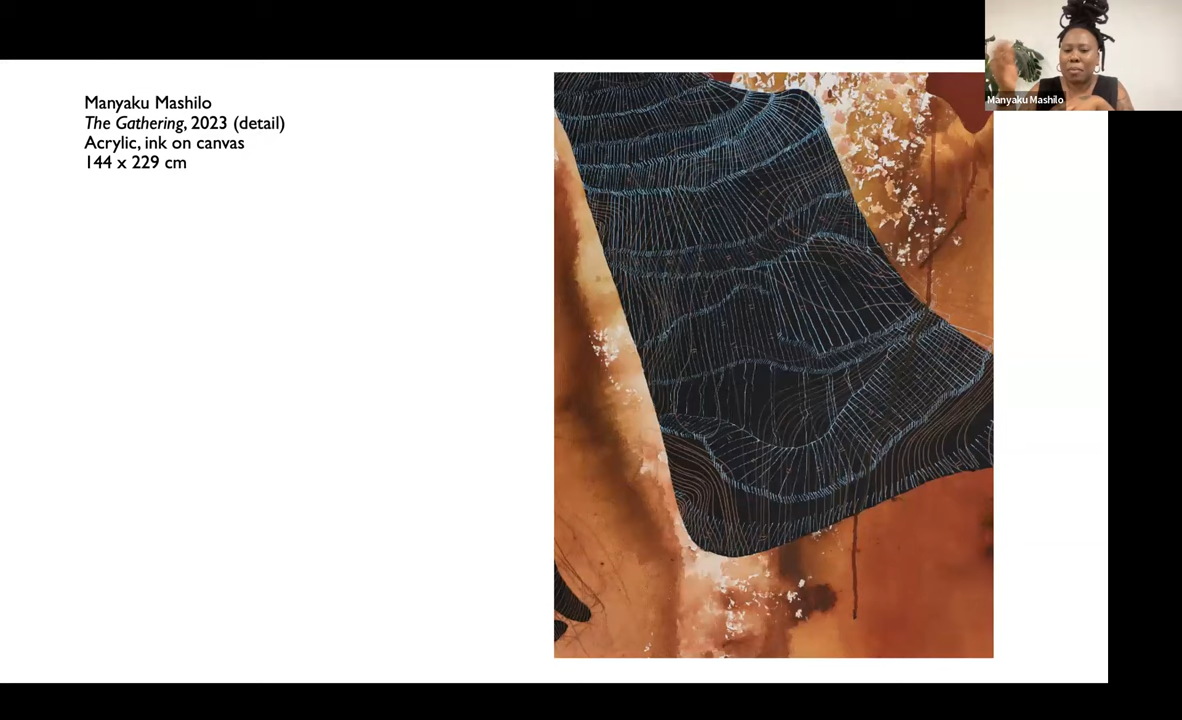 Manyaku Mashilo
The Gathering, 2023 (detail)
Acrylic, ink on canvas
144 x 229 cm
Manyaku Mashilo